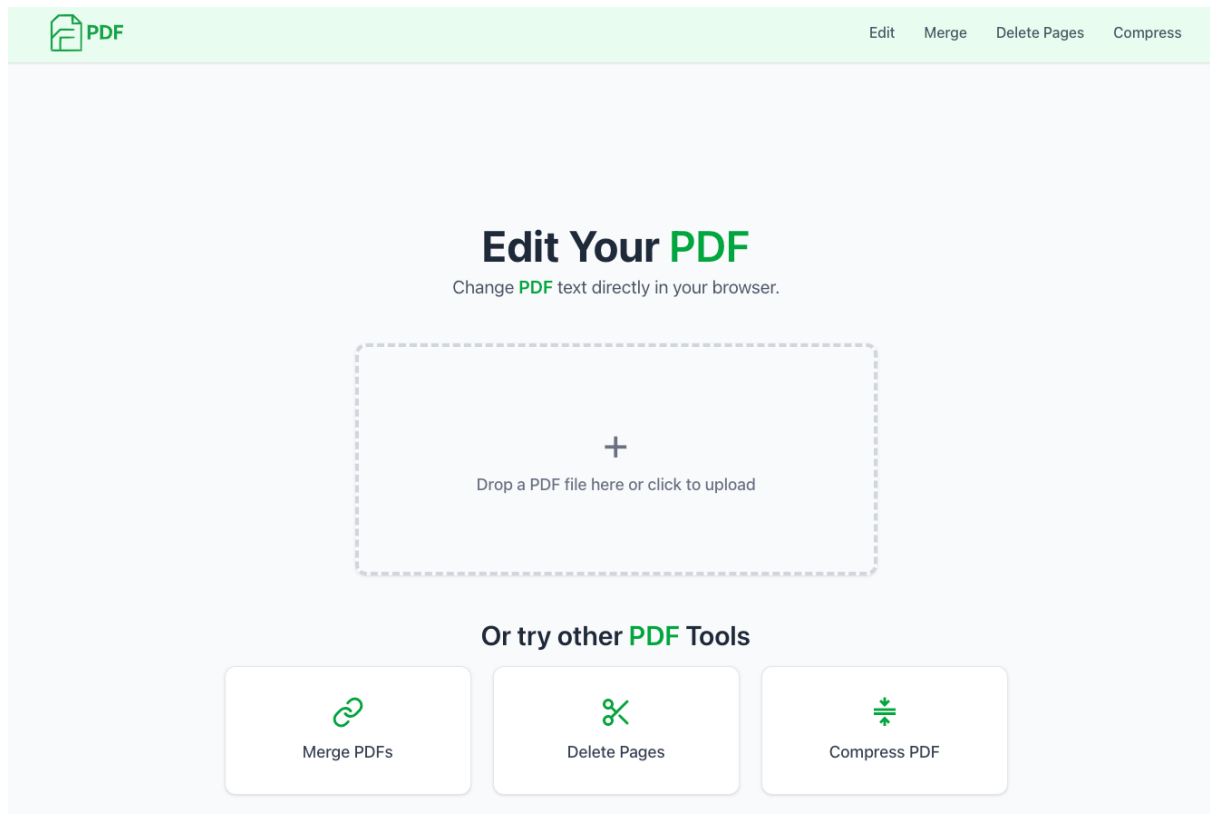 PDF
Edit
Merge
Delete Pages
Compress
Edit Your PDF
Change PDF text directly in your browser.
Drop a PDF file here or click to upload
Or try other PDF Tools
Merge PDFs
Delete Pages
Compress PDF